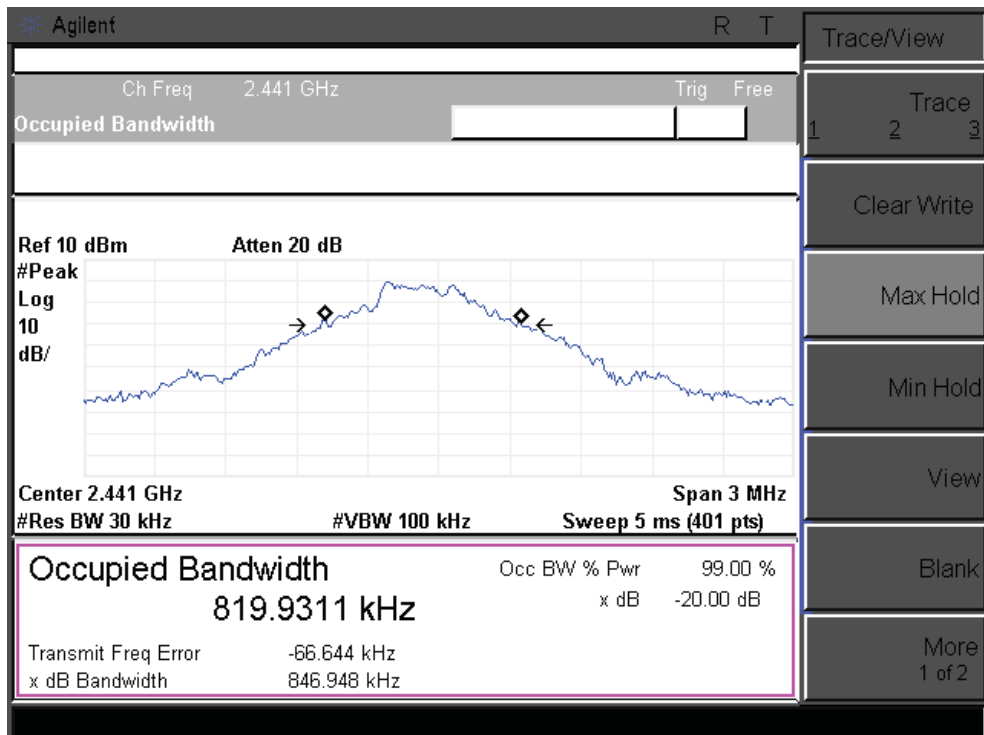 Agilent R T
Trace/View
Ch Freq 2.441 GHz Trig Free
Occupied Bandwidth
Trace
1 2 3
Clear Write
Max Hold
Min Hold
View
Blank
More
1 of 2
Ref 10 dBm Atten 20 dB
#Peak
Log
10
dB/
Center 2.441 GHz Span 3 MHz
#Res BW 30 kHz #VBW 100 kHz Sweep 5 ms (401 pts)
Occupied Bandwidth
819.9311 kHz
Occ BW % Pwr 99.00 %
x dB -20.00 dB
Transmit Freq Error -66.644 kHz
x dB Bandwidth 846.948 kHz